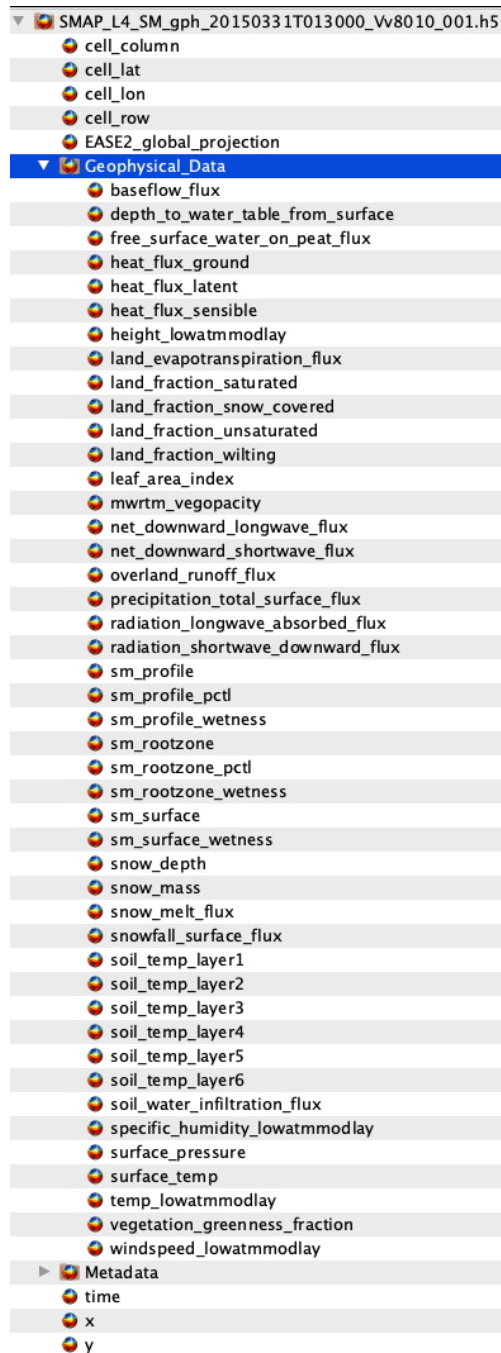 SMAP_L4_SM_gph_20150331T013000_Vv8010_001.h5
cell_column
cell_lat
cell_lon
cell_row
EASE2_global_projection
Geophysical_Data
baseflow_flux
depth_to_water_table_from_surface
free_surface_water_on_peat_flux
heat_flux_ground
heat_flux_latent
heat_flux_sensible
height_lowatmmodlay
land_evapotranspiration_flux
land_fraction_saturated
land_fraction_snow_covered
land_fraction_unsaturated
land_fraction_wilting
leaf_area_index
mwrtm_vegopacity
net_downward_longwave_flux
net_downward_shortwave_flux
overland_runoff_flux
precipitation_total_surface_flux
radiation_longwave_absorbed_flux
radiation_shortwave_downward_flux
sm_profile
sm_profile_pctl
sm_profile_wetness
sm_rootzone
sm_rootzone_pctl
sm_rootzone_wetness
sm_surface
sm_surface_wetness
snow_depth
snow_mass
snow_melt_flux
snowfall_surface_flux
soil_temp_layer1
soil_temp_layer2
soil_temp_layer3
soil_temp_layer4
soil_temp_layer5
soil_temp_layer6
soil_water_infiltration_flux
specific_humidity_lowatmmodlay
surface_pressure
surface_temp
temp_lowatmmodlay
vegetation_greenness_fraction
windspeed_lowatmmodlay
Metadata
time
x
y